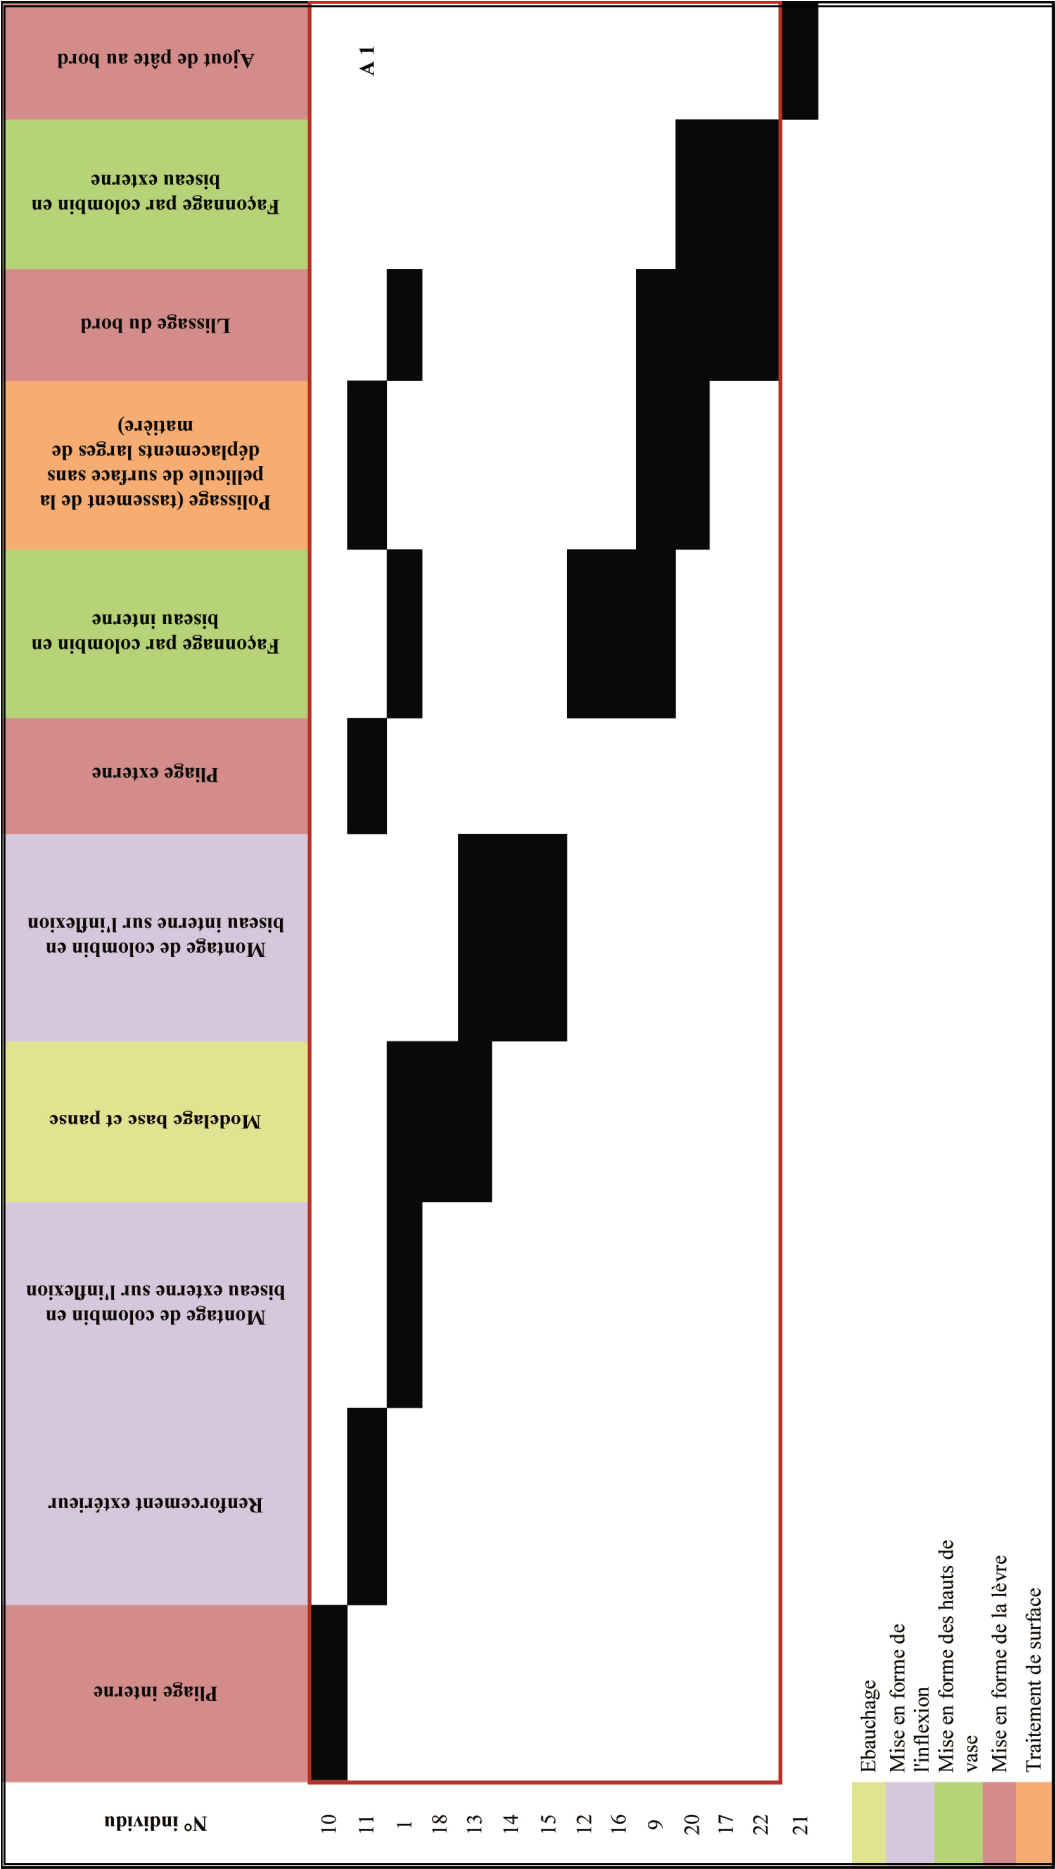 N° individu
Pliage interne
Renforcement extérieur
Montage de colombin en
biseau externe sur l'inflexion
Modelage base et panse
Montage de colombin en
biseau interne sur l'inflexion
Pliage externe
Façonnage par colombin en
biseau interne
Polissage (tassement de la
pellicule de surface sans
déplacements larges de
matière)
Llissage du bord
Façonnage par colombin en
biseau externe
Ajout de pâte au bord
10
11
A 1
1
18
13
14
15
12
16
9
20
17
22
21
Ebauchage
Mise en forme de
l'inflexion
Mise en forme des hauts de
vase
Mise en forme de la lèvre
Traitement de surface